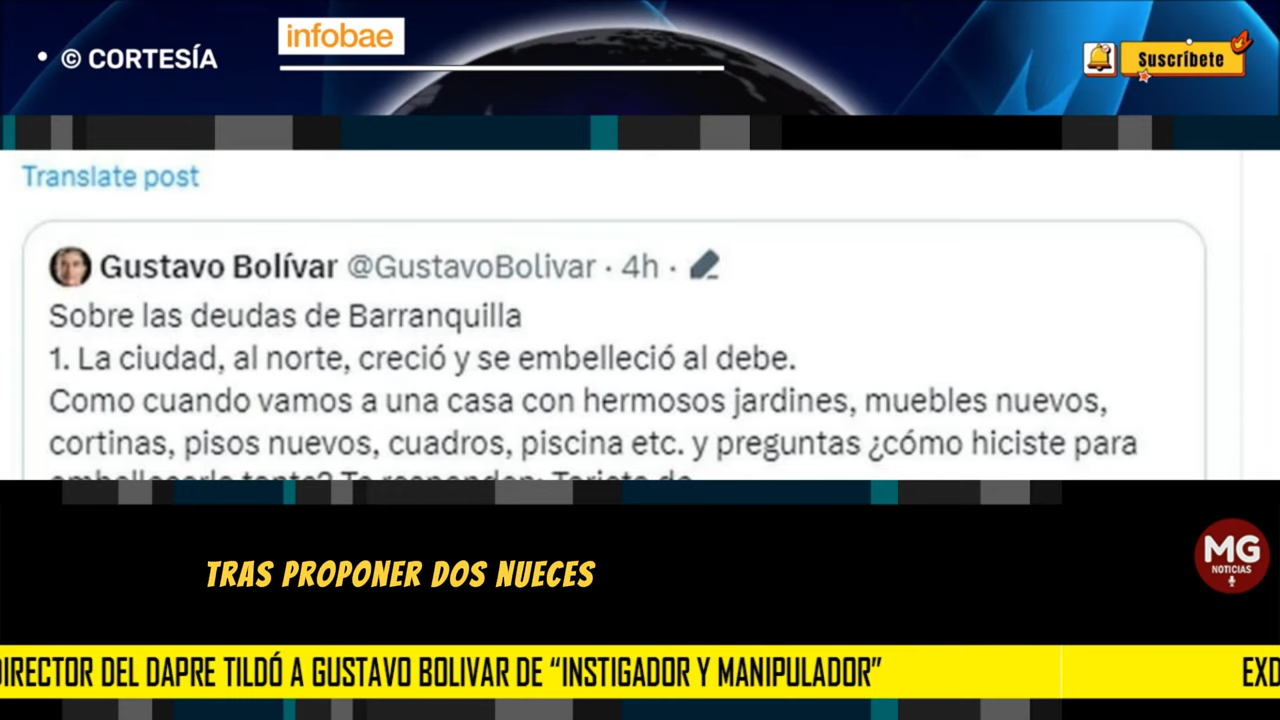 • © CORTESÍA
infobae
Suscríbete
Translate post
Gustavo Bolívar @GustavoBolivar · 4h ·
Sobre las deudas de Barranquilla
1. La ciudad, al norte, creció y se embelleció al debe.
Como cuando vamos a una casa con hermosos jardines, muebles nuevos,
cortinas, pisos nuevos, cuadros, piscina etc. y preguntas ¿cómo hiciste para
TRAS PROPONER DOS NUECES
MG
NOTICIAS
DIRECTOR DEL DAPRE TILDÓ A GUSTAVO BOLIVAR DE “INSTIGADOR Y MANIPULADOR”